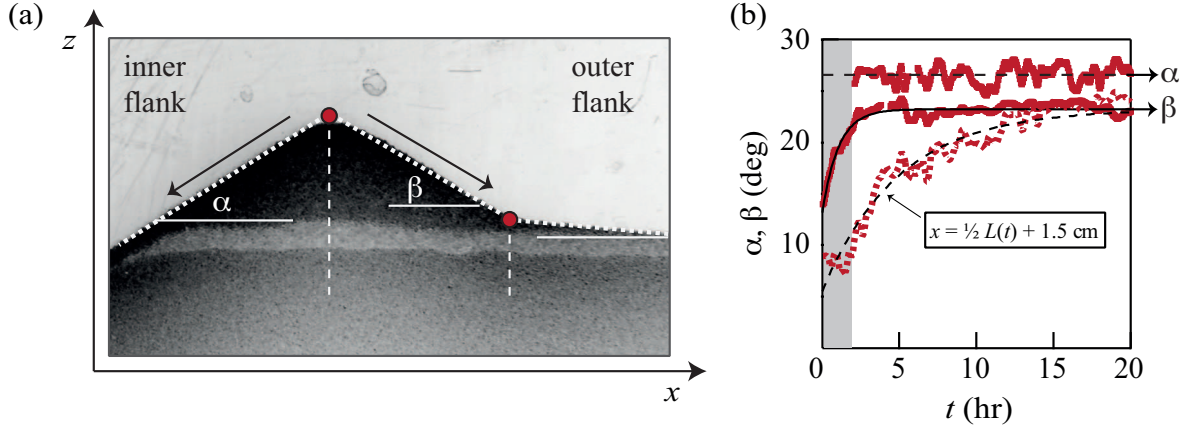 (a)
z
inner
flank
outer
flank
α
β
x
(b)
30
20
10
0
α, β (deg)
α
β
x = ½ L(t) + 1.5 cm
0
5
10
15
20
t (hr)